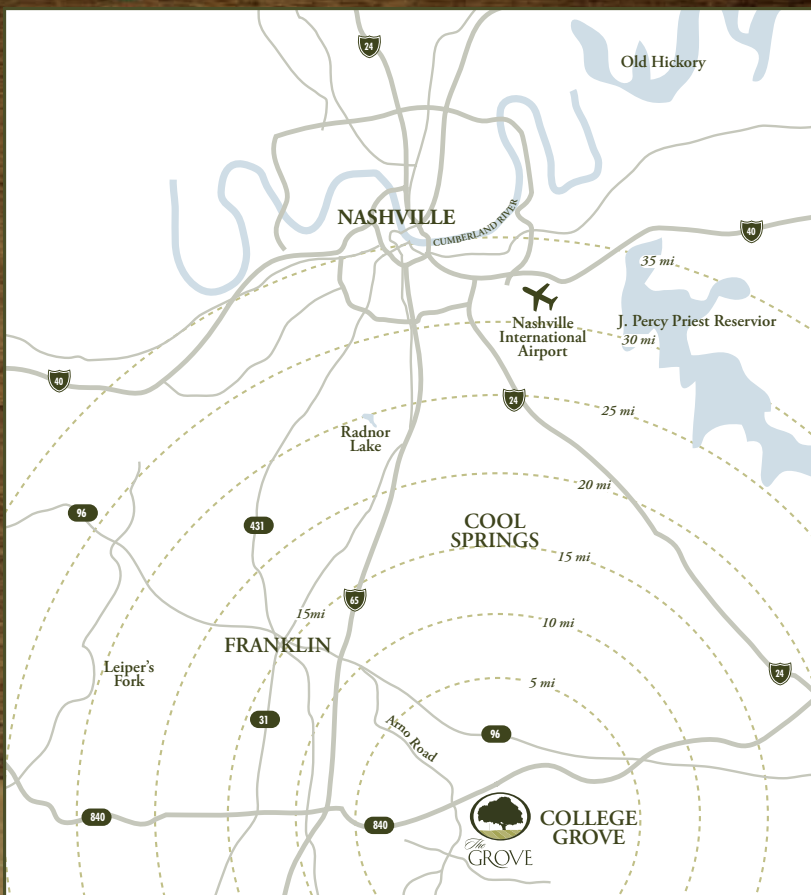 24
Old Hickory
NASHVILLE
CUMBERLAND RIVER
40
35 mi
Nashville
International
Airport
J. Percy Priest Reservior
30 mi
40
24
25 mi
Radnor
Lake
20 mi
96
431
COOL
SPRINGS
15 mi
65
15mi
10 mi
FRANKLIN
Leiper's
Fork
24
5 mi
31
Arno Road
96
840
840
COLLEGE
GROVE
The
GROVE